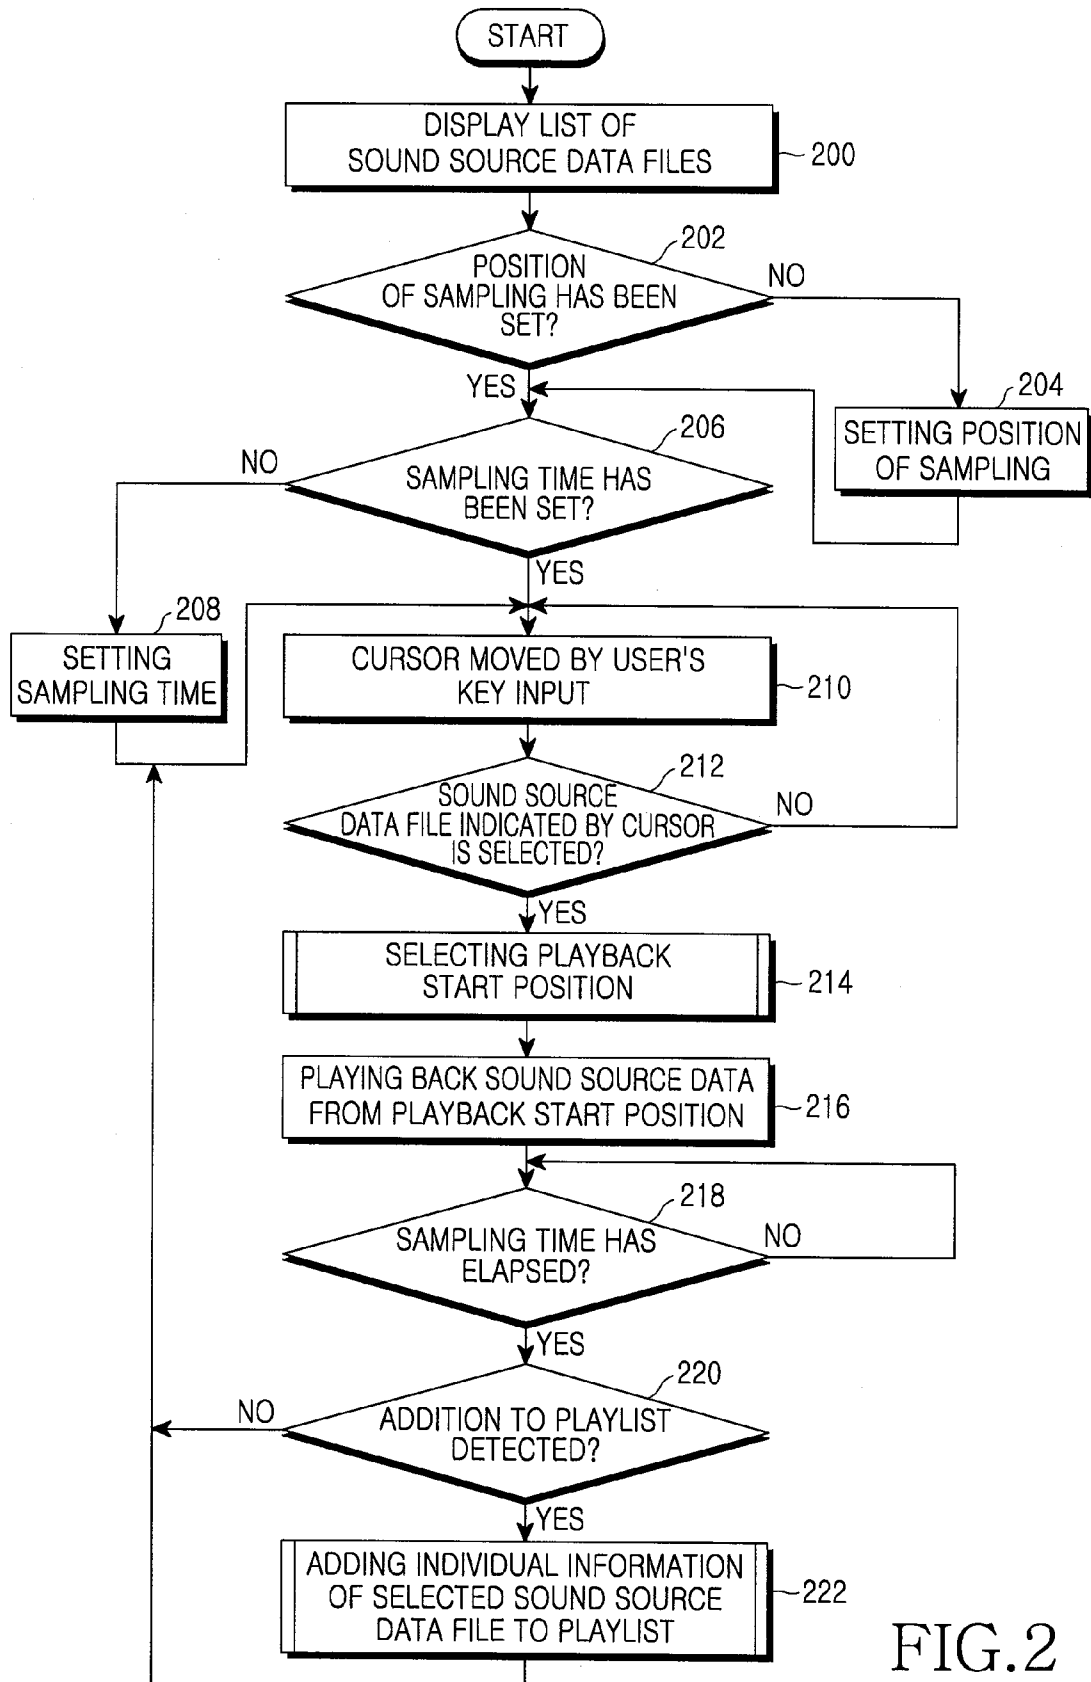 START
DISPLAY LIST OF
SOUND SOURCE DATA FILES
200
202
POSITION
OF SAMPLING HAS BEEN
SET?
NO
YES
204
SETTING POSITION
OF SAMPLING
206
NO
SAMPLING TIME HAS
BEEN SET?
YES
208
SETTING
SAMPLING TIME
CURSOR MOVED BY USER'S
KEY INPUT
210
212
SOUND SOURCE
DATA FILE INDICATED BY CURSOR
IS SELECTED?
NO
YES
SELECTING PLAYBACK
START POSITION
214
PLAYING BACK SOUND SOURCE DATA
FROM PLAYBACK START POSITION
216
218
SAMPLING TIME HAS
ELAPSED?
NO
YES
220
NO
ADDITION TO PLAYLIST
DETECTED?
YES
ADDING INDIVIDUAL INFORMATION
OF SELECTED SOUND SOURCE
DATA FILE TO PLAYLIST
222
FIG.2